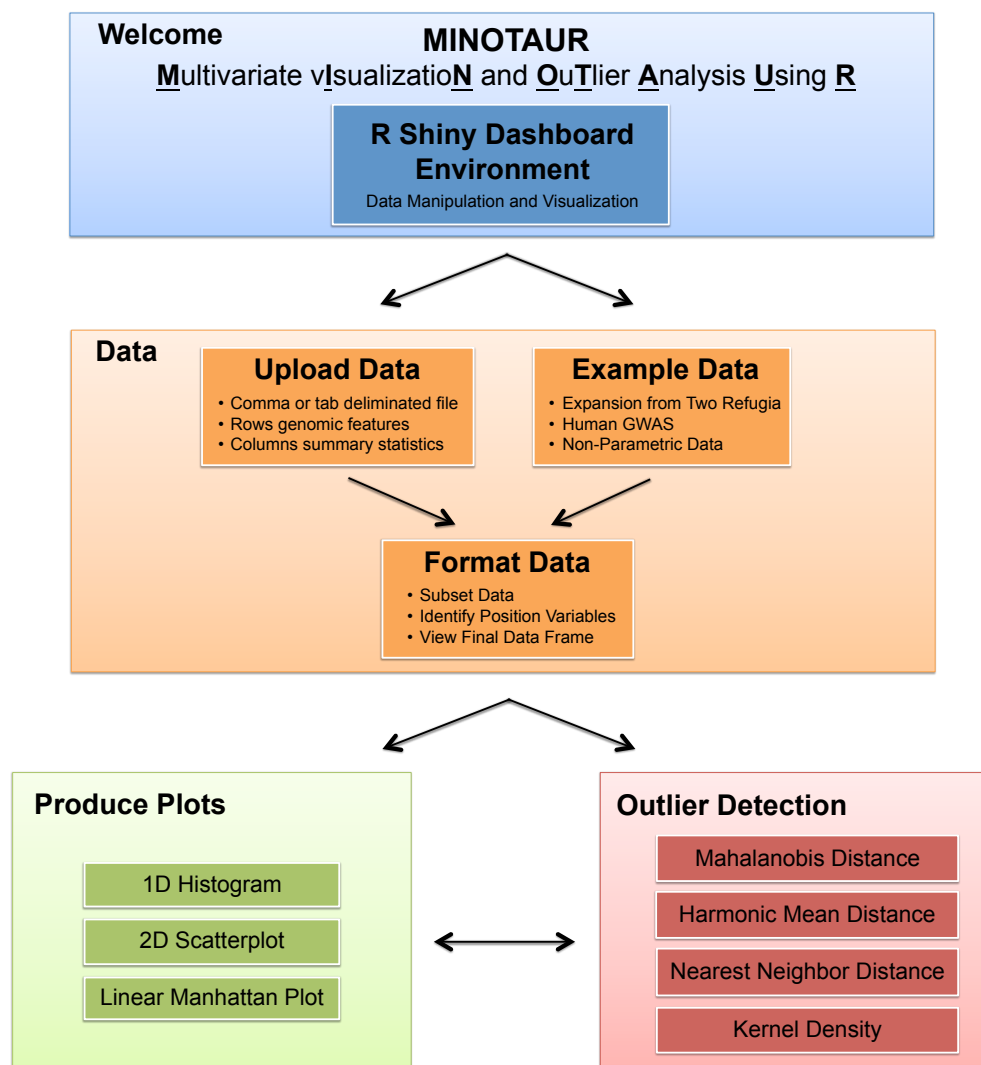 Welcome
MINOTAUR
Multivariate vIsualizatioN and OuTlier Analysis Using R
R Shiny Dashboard
Environment
Data Manipulation and Visualization
Data
Upload Data
• Comma or tab deliminated file
• Rows genomic features
• Columns summary statistics
Example Data
• Expansion from Two Refugia
• Human GWAS
• Non-Parametric Data
Format Data
• Subset Data
• Identify Position Variables
• View Final Data Frame
Produce Plots
1D Histogram
2D Scatterplot
Linear Manhattan Plot
Outlier Detection
Mahalanobis Distance
Harmonic Mean Distance
Nearest Neighbor Distance
Kernel Density